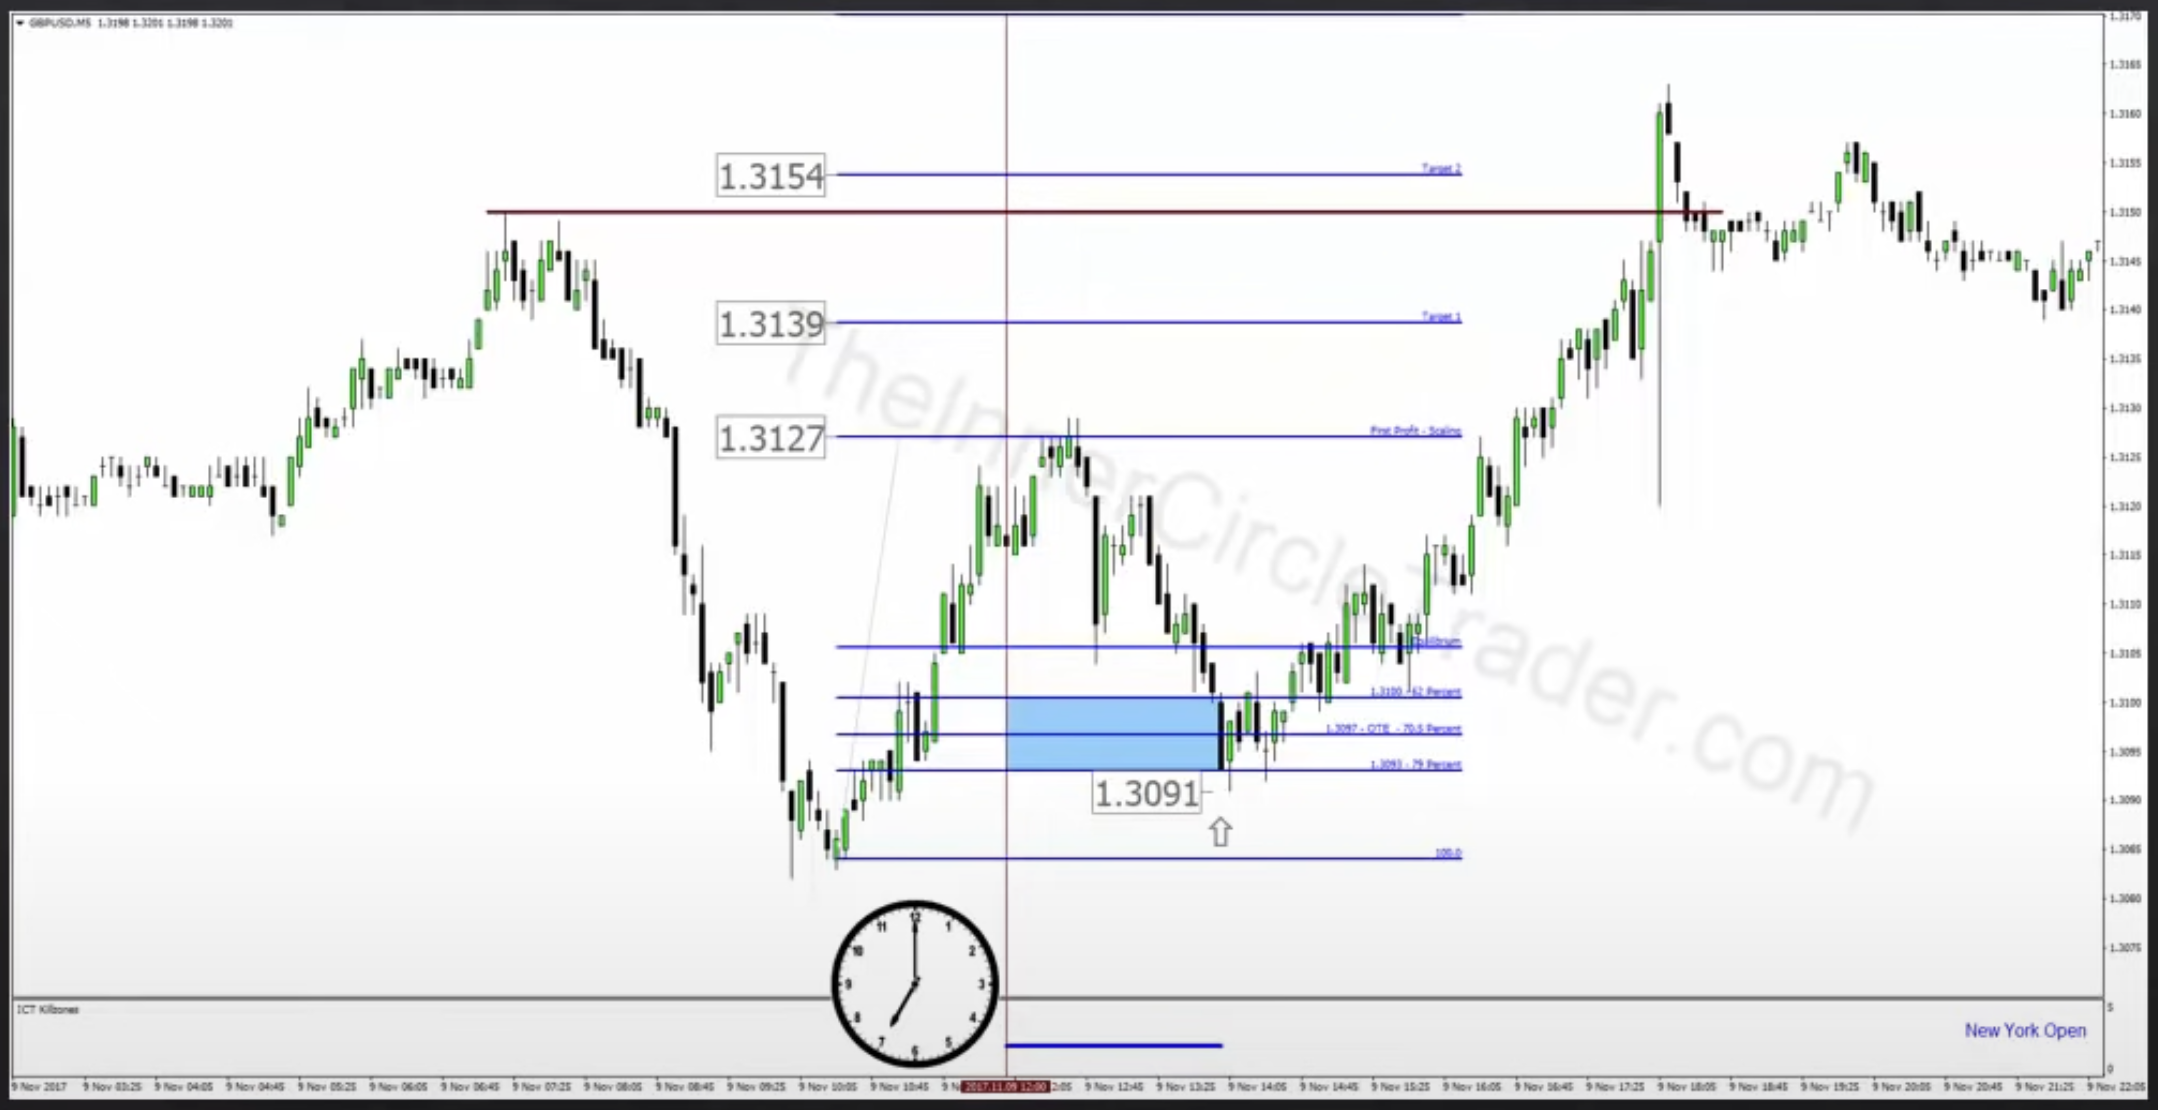 GBPUSD,M5 1.3198 1.3201 1.3198 1.3201
1.3170
1.3165
1.3160
1.3155
1.3150
1.3145
1.3140
1.3135
1.3130
1.3125
1.3120
1.3115
1.3110
1.3105
1.3100
1.3095
1.3090
1.3085
1.3080
1.3075
1.3154
Target 2
1.3139
Target 1
1.3127
First Profit - Scaling
TheInnerCircleTrader.com
Equilibrium
1.3100 - 62 Percent
1.3097 - OTE - 70.5 Percent
1.3093 - 79 Percent
1.3091
100.0
12
1
2
3
4
5
6
7
8
9
10
11
ICT Killzones
New York Open
5
0
9 Nov 2017
9 Nov 03:25
9 Nov 04:05
9 Nov 04:45
9 Nov 05:25
9 Nov 06:05
9 Nov 06:45
9 Nov 07:25
9 Nov 08:05
9 Nov 08:45
9 Nov 09:25
9 Nov 10:05
9 Nov 10:45
9 N
2017.11.09 12:00
2:05
9 Nov 12:45
9 Nov 13:25
9 Nov 14:05
9 Nov 14:45
9 Nov 15:25
9 Nov 16:05
9 Nov 16:45
9 Nov 17:25
9 Nov 18:05
9 Nov 18:45
9 Nov 19:25
9 Nov 20:05
9 Nov 20:45
9 Nov 21:25
9 Nov 22:05